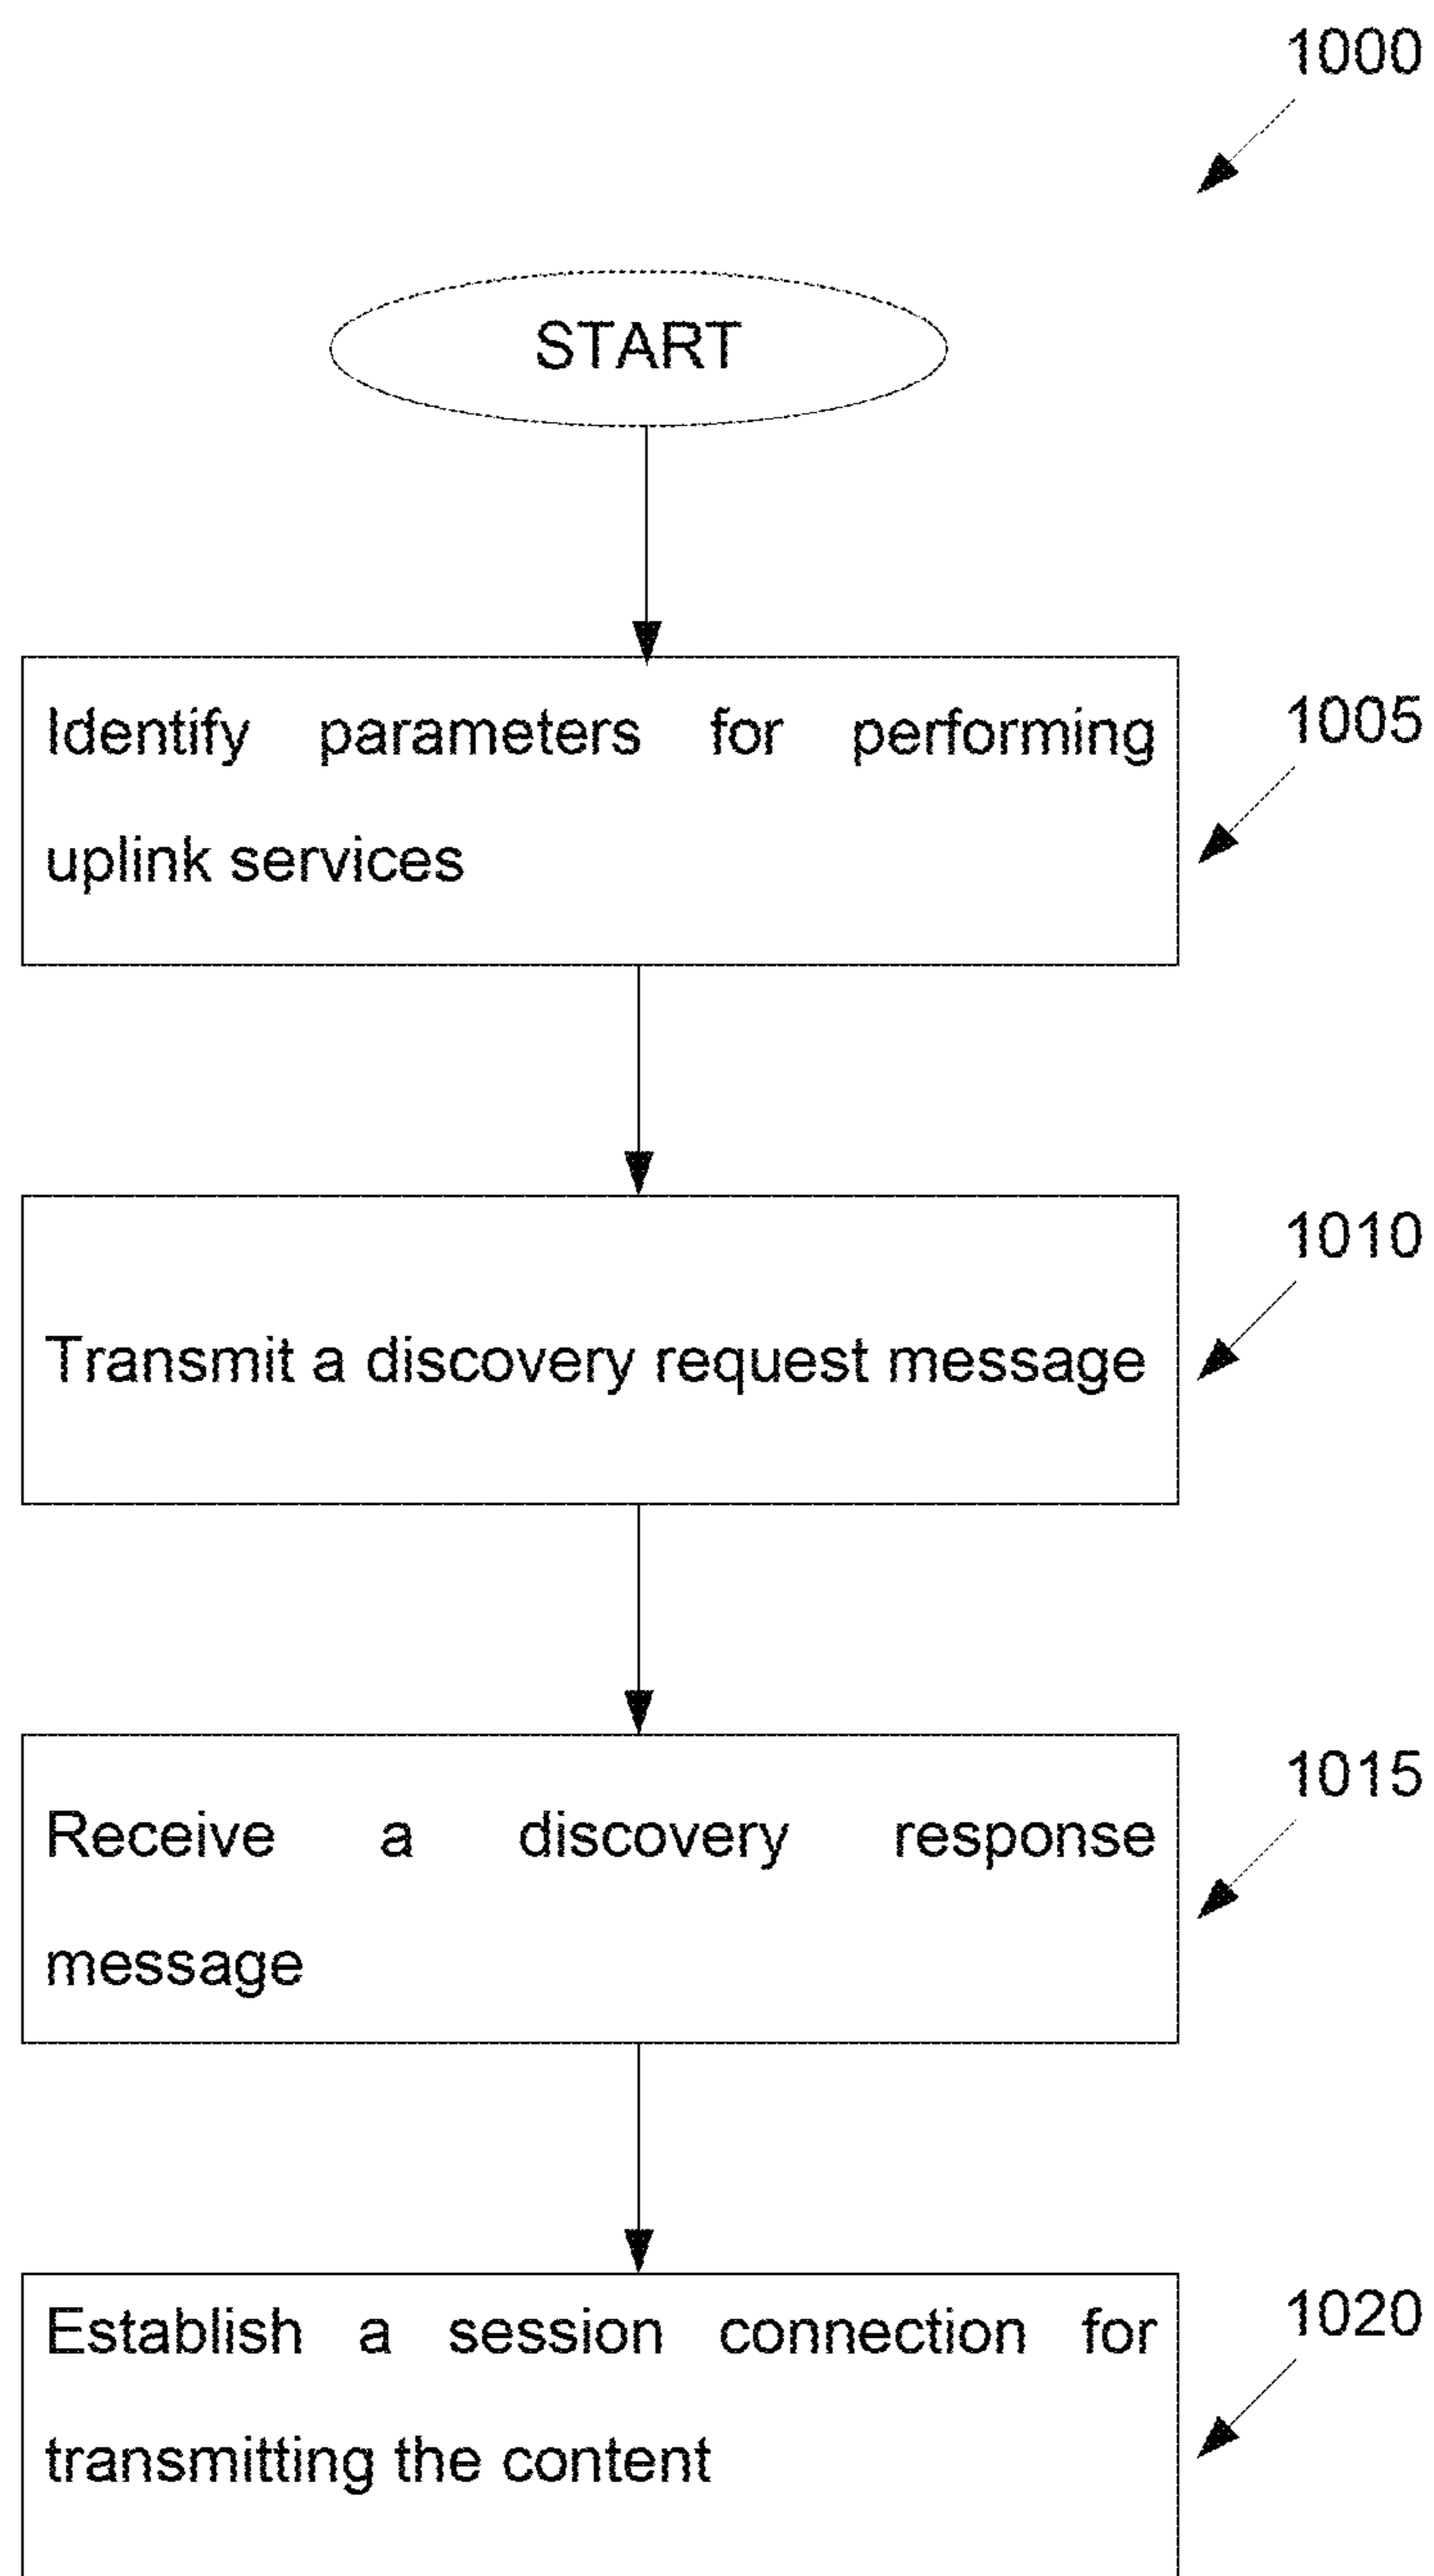 1000
START
Identify parameters for performing
uplink services
1005
Transmit a discovery request message
1010
Receive a discovery response
message
1015
Establish a session connection for
transmitting the content
1020